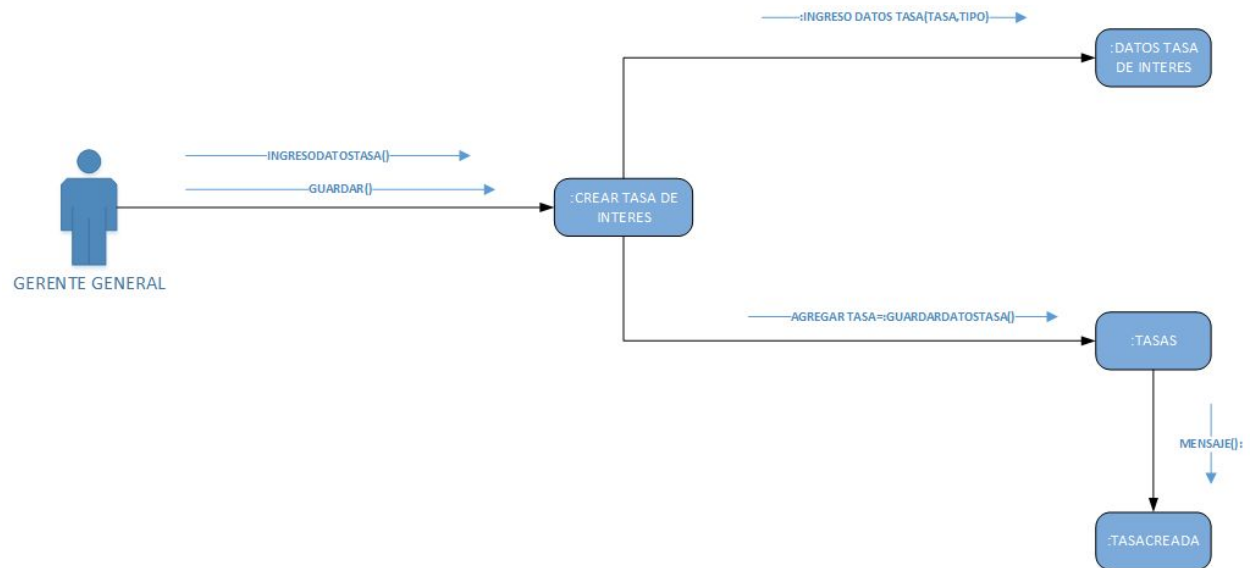 :INGRESO DATOS TASA(TASA,TIPO)
:DATOS TASA
DE INTERES
INGRESODATOSTASA()
GUARDAR()
:CREAR TASA DE
INTERES
GERENTE GENERAL
AGREGAR TASA=:GUARDARDATOSTASA()
:TASAS
MENSAJE():
:TASACREADA